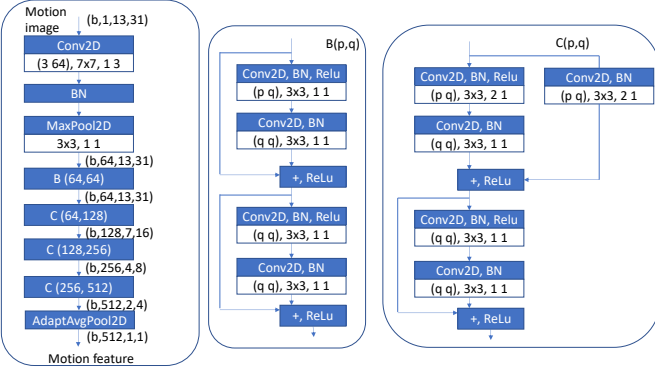 Motion
image
(b,1,13,31)
Conv2D
(3 64), 7x7, 1 3
BN
MaxPool2D
3x3, 1 1
(b,64,13,31)
B (64,64)
(b,64,13,31)
C (64,128)
(b,128,7,16)
C (128,256)
(b,256,4,8)
C (256, 512)
(b,512,2,4)
AdaptAvgPool2D
(b,512,1,1)
Motion feature
B(p,q)
Conv2D, BN, Relu
(p q), 3x3, 1 1
Conv2D, BN
(q q), 3x3, 1 1
+, ReLu
Conv2D, BN, Relu
(q q), 3x3, 1 1
Conv2D, BN
(q q), 3x3, 1 1
+, ReLu
C(p,q)
Conv2D, BN, Relu
(p q), 3x3, 2 1
Conv2D, BN
(p q), 3x3, 2 1
Conv2D, BN
(q q), 3x3, 1 1
+, ReLu
Conv2D, BN, Relu
(q q), 3x3, 1 1
Conv2D, BN
(q q), 3x3, 1 1
+, ReLu